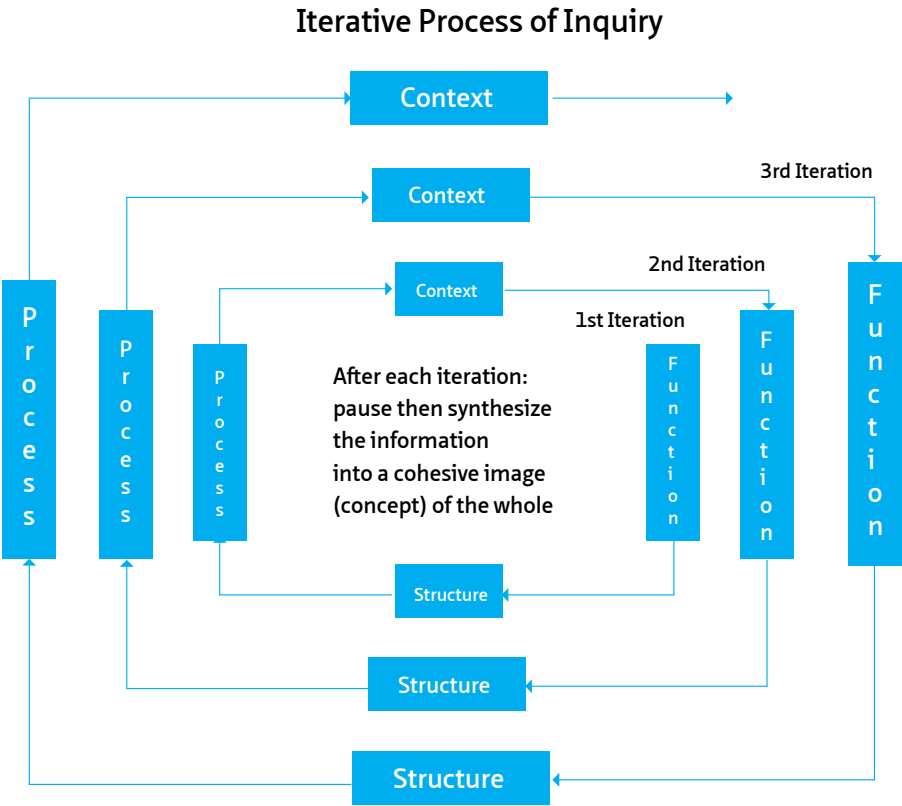 Iterative Process of Inquiry
Context
3rd Iteration
Context
2nd Iteration
Context
1st Iteration
Process
Process
Process
After each iteration:
pause then synthesize
the information
into a cohesive image
(concept) of the whole
Function
Function
Function
Structure
Structure
Structure